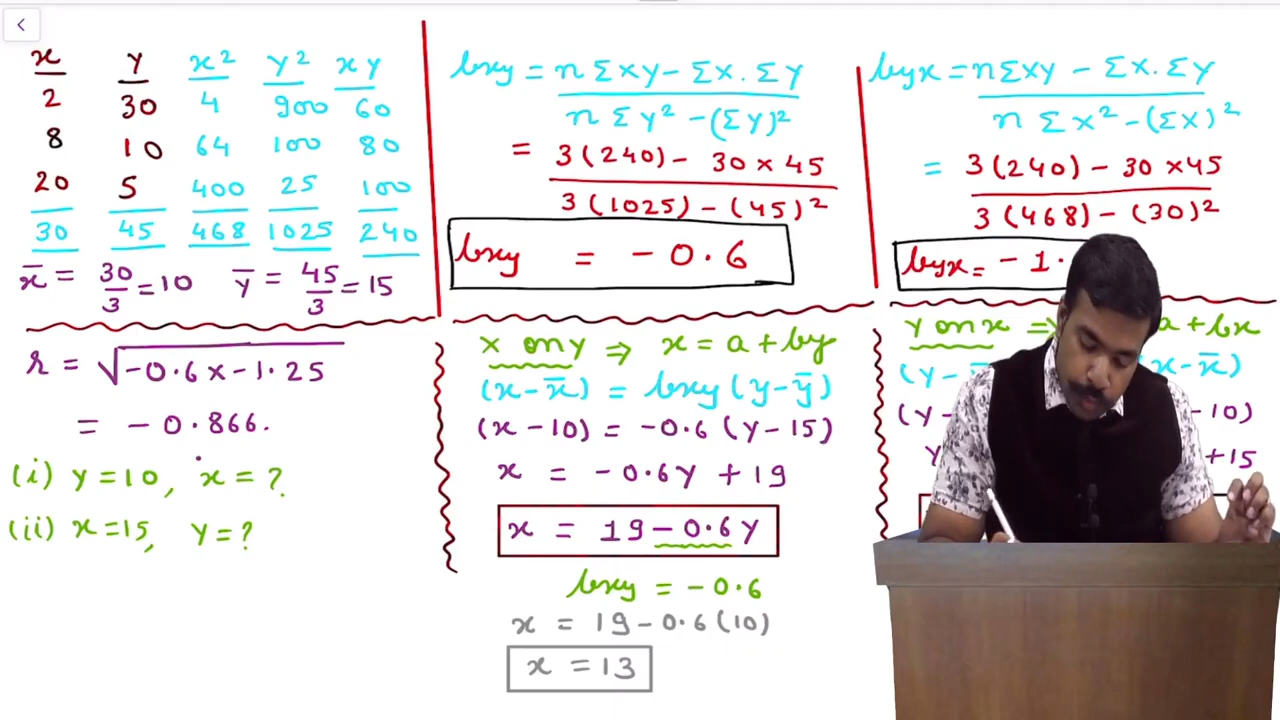 x y x² y² xy
2 30 4 900 60
8 10 64 100 80
20 5 400 25 100
30 45 468 1025 240
x̄ = 30/3 = 10 ȳ = 45/3 = 15
r = √-0.6 x -1.25
= -0.866.
(i) y = 10, x = ?
(ii) x = 15, y = ?
bxy = nΣxy - Σx.Σy / nΣy² - (Σy)²
= 3(240) - 30 x 45 / 3(1025) - (45)²
bxy = -0.6
x on y ⇒ x = a + by
(x - x̄) = bxy (y - ȳ)
(x - 10) = -0.6 (y - 15)
x = -0.6y + 19
x = 19 - 0.6y
bxy = -0.6
x = 19 - 0.6(10)
x = 13
byx = nΣxy - Σx.Σy / nΣx² - (Σx)²
= 3(240) - 30 x 45 / 3(468) - (30)²
byx = -1.
y on x ⇒ a + bx
(y - x - x̄)
(y - - 10)
y + 15